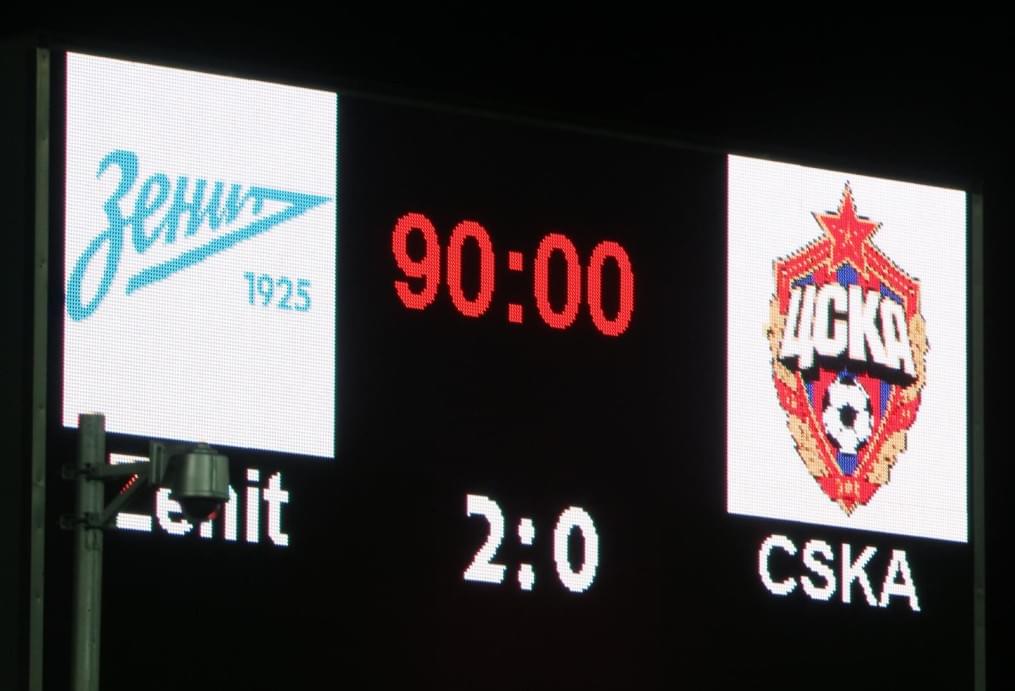 Зенит
1925
90:00
ЦСКА
Zenit
2:0
CSKA